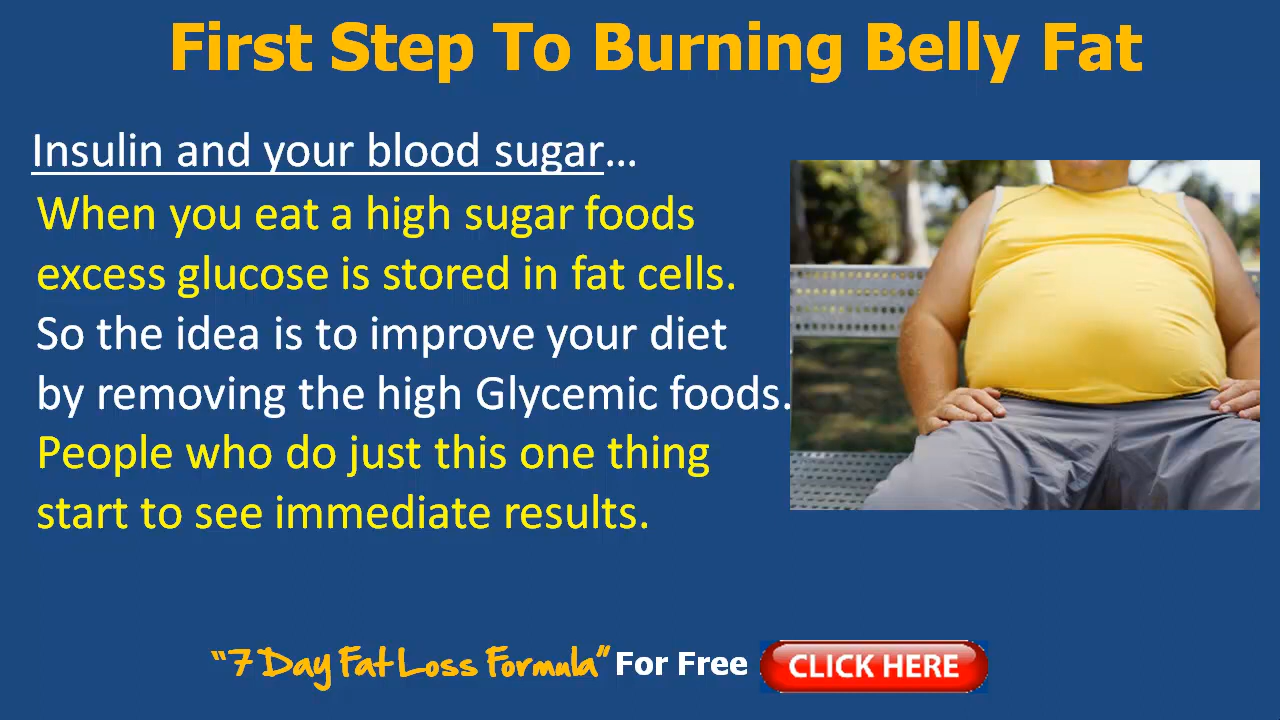 First Step To Burning Belly Fat
Insulin and your blood sugar...
When you eat a high sugar foods
excess glucose is stored in fat cells.
So the idea is to improve your diet
by removing the high Glycemic foods.
People who do just this one thing
start to see immediate results.
"7 Day Fat Loss Formula" For Free CLICK HERE